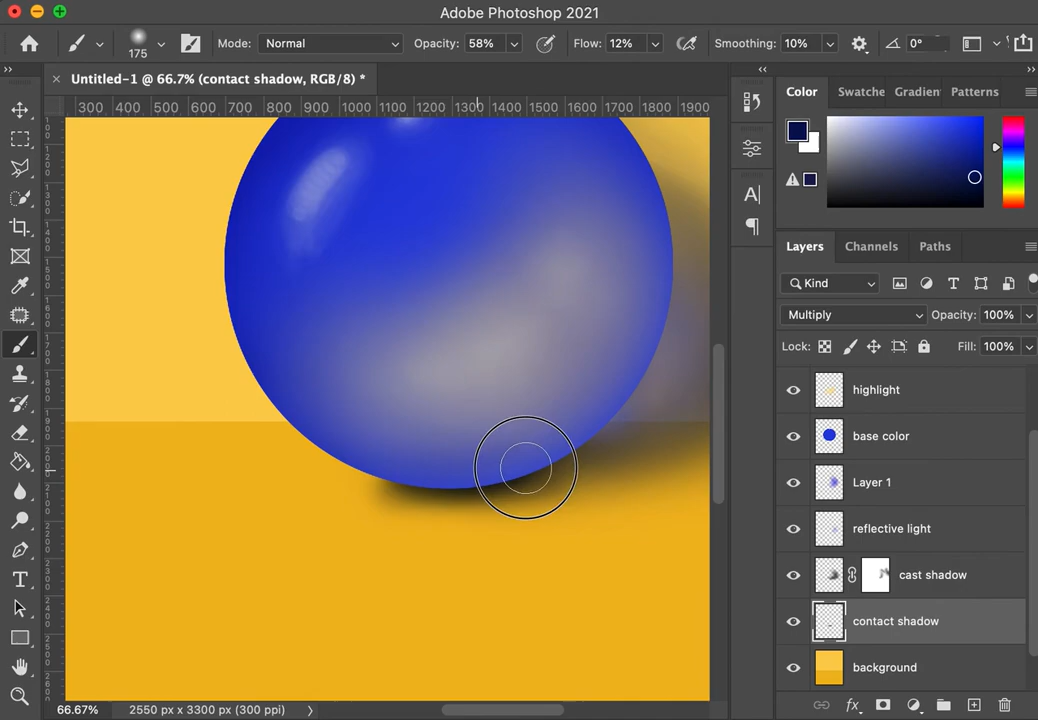 Adobe Photoshop 2021
175
Mode: Normal
Opacity: 58%
Flow: 12%
Smoothing: 10%
0°
Untitled-1 @ 66.7% (contact shadow, RGB/8) *
300 400 500 600 700 800 900 1000 1100 1200 1300 1400 1500 1600 1700 1800 1900
Color Swatche Gradien Patterns
Layers Channels Paths
Kind
Multiply Opacity: 100%
Lock: Fill: 100%
highlight
base color
Layer 1
reflective light
cast shadow
contact shadow
background
66.67% 2550 px x 3300 px (300 ppi)